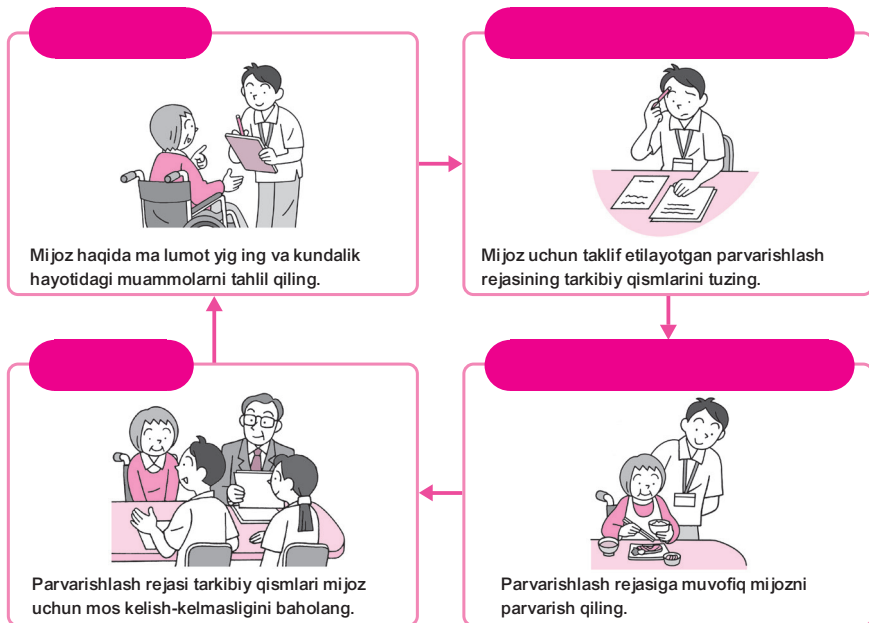 Mijoz haqida ma lumot yig ing va kundalik
hayotidagi muammolarni tahlil qiling.
Mijoz uchun taklif etilayotgan parvarishlash
rejasining tarkibiy qismlarini tuzing.
Parvarishlash rejasi tarkibiy qismlari mijoz
uchun mos kelish-kelmasligini baholang.
Parvarishlash rejasiga muvofiq mijozni
parvarish qiling.